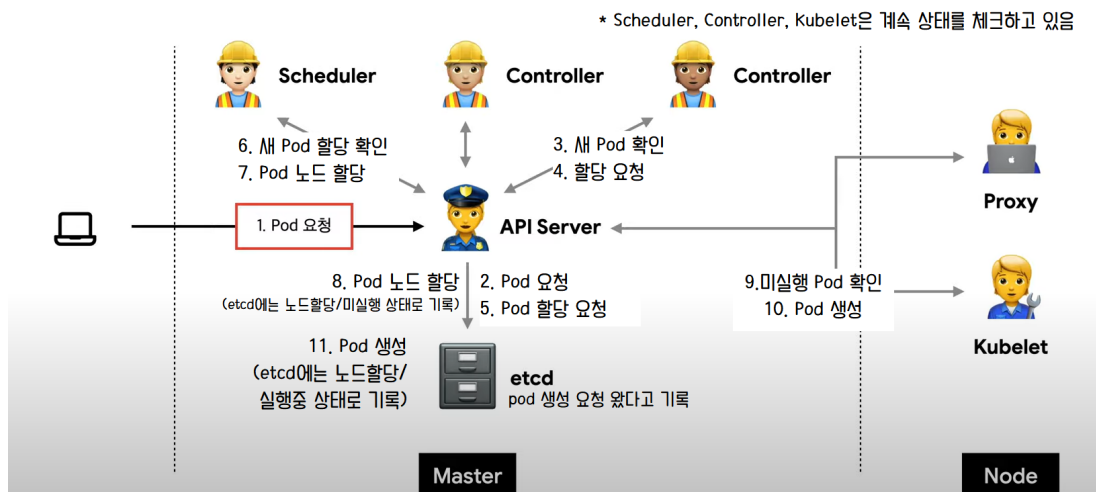 * Scheduler, Controller, Kubelet은 계속 상태를 체크하고 있음
Scheduler
Controller
Controller
6. 새 Pod 할당 확인
7. Pod 노드 할당
3. 새 Pod 확인
4. 할당 요청
1. Pod 요청
API Server
Proxy
8. Pod 노드 할당
(etcd에는 노드할당/미실행 상태로 기록)
2. Pod 요청
5. Pod 할당 요청
9.미실행 Pod 확인
10. Pod 생성
Kubelet
11. Pod 생성
(etcd에는 노드할당/
실행중 상태로 기록)
etcd
pod 생성 요청 왔다고 기록
Master
Node